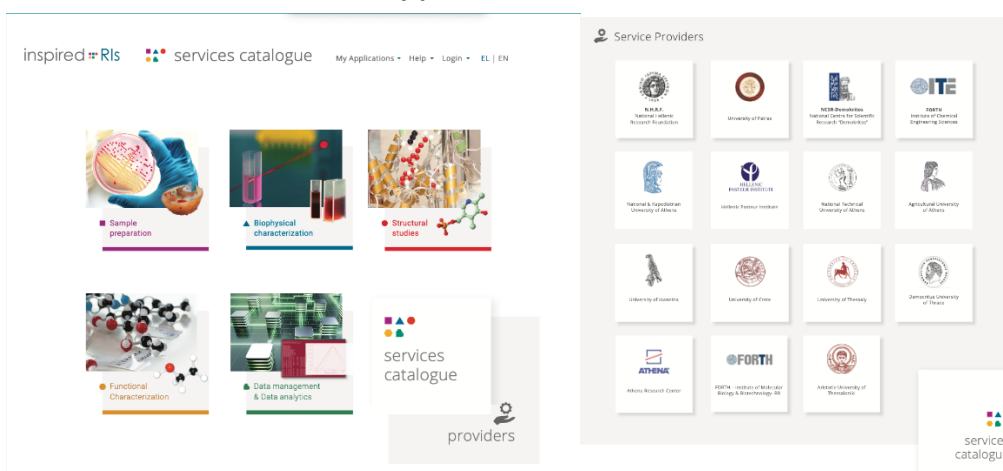 inspired RIs
services catalogue
My Applications
Help
Login
EL | EN
Sample
preparation
Biophysical
characterization
Structural
studies
Functional
Characterization
Data management
& Data analytics
services
catalogue
providers
Service Providers
N.H.R.F.
National Hellenic
Research Foundation
University of Patras
NCSR-Demokritos
National Centre for Scientific
Research "Demokritos"
ITE
FORTH
Institute of Chemical
Engineering Sciences
National & Kapodistrian
University of Athens
HELLENIC
PASTEUR INSTITUTE
Hellenic Pasteur Institute
National Technical
University of Athens
Agricultural University
of Athens
University of Ioannina
University of Crete
University of Thessaly
Democritus University
of Thrace
ATHENA
Athena Research Center
FORTH
FORTH - Institute of Molecular
Biology & Biotechnology- BB
Aristotle University of
Thessaloniki
service
catalogu